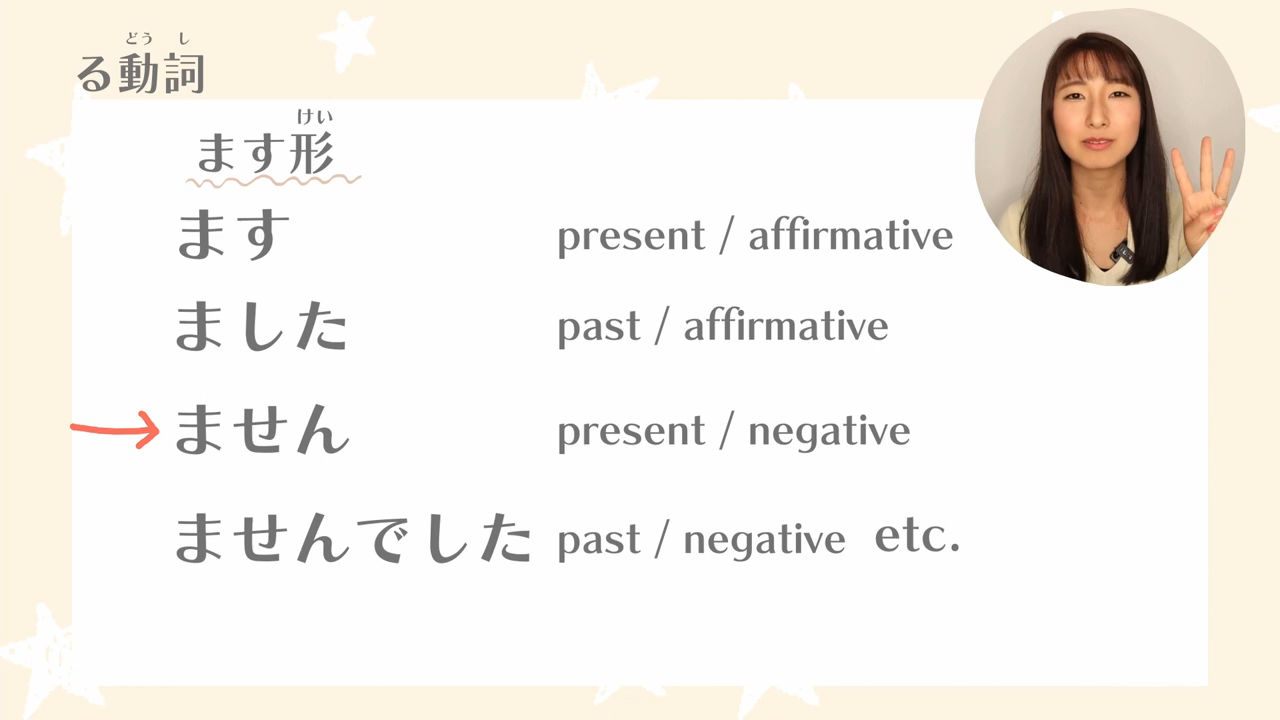 どう し
る動詞
けい
ます形
ます present / affirmative
ました past / affirmative
ません present / negative
ませんでした past / negative etc.